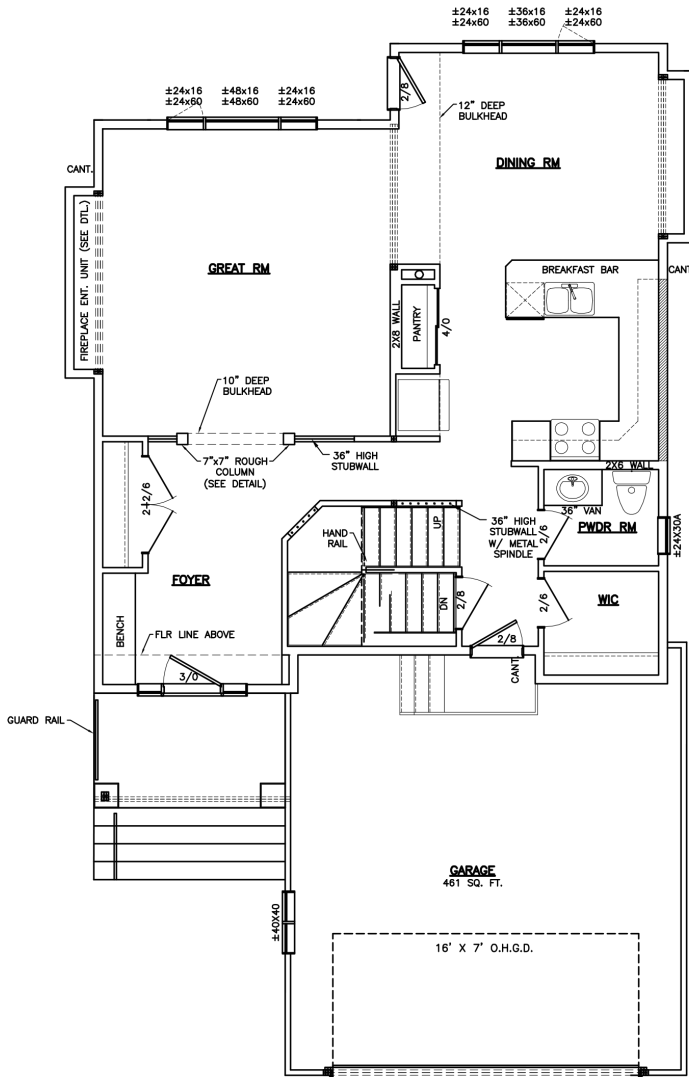 ±24x16 ±36x16 ±24x16
±24x60 ±36x60 ±24x60
±24x16 ±48x16 ±24x16
±24x60 ±48x60 ±24x60
2/8
12" DEEP
BULKHEAD
DINING RM
CANT.
FIREPLACE ENT. UNIT (SEE DTL.)
GREAT RM
BREAKFAST BAR
CANT
2X8 WALL
PANTRY
4/0
10" DEEP
BULKHEAD
7"x7" ROUGH
COLUMN
(SEE DETAIL)
36" HIGH
STUBWALL
2-2/6
2X6 WALL
36" VAN
PWDR RM
±24X30A
HAND
RAIL
UP
36" HIGH
STUBWALL
W/ METAL
SPINDLE
2/6
FOYER
BENCH
DN
2/8
2/6
WIC
FLR LINE ABOVE
2/8
CANT.
3/0
GUARD RAIL
GARAGE
461 SQ. FT.
±40X40
16' X 7' O.H.G.D.